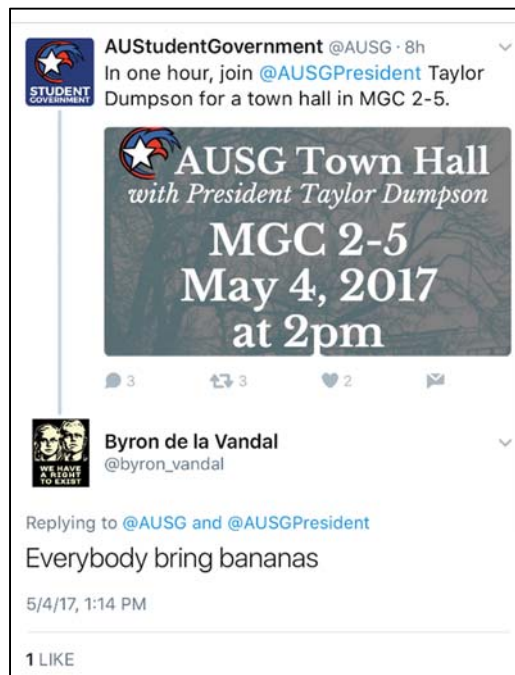 AUStudentGovernment @AUSG · 8h
In one hour, join @AUSGPresident Taylor
Dumpson for a town hall in MGC 2-5.
STUDENT
GOVERNMENT
AUSG Town Hall
with President Taylor Dumpson
MGC 2-5
May 4, 2017
at 2pm
3 3 2
Byron de la Vandal
@byron_vandal
WE HAVE
A RIGHT
TO EXIST
Replying to @AUSG and @AUSGPresident
Everybody bring bananas
5/4/17, 1:14 PM
1 LIKE